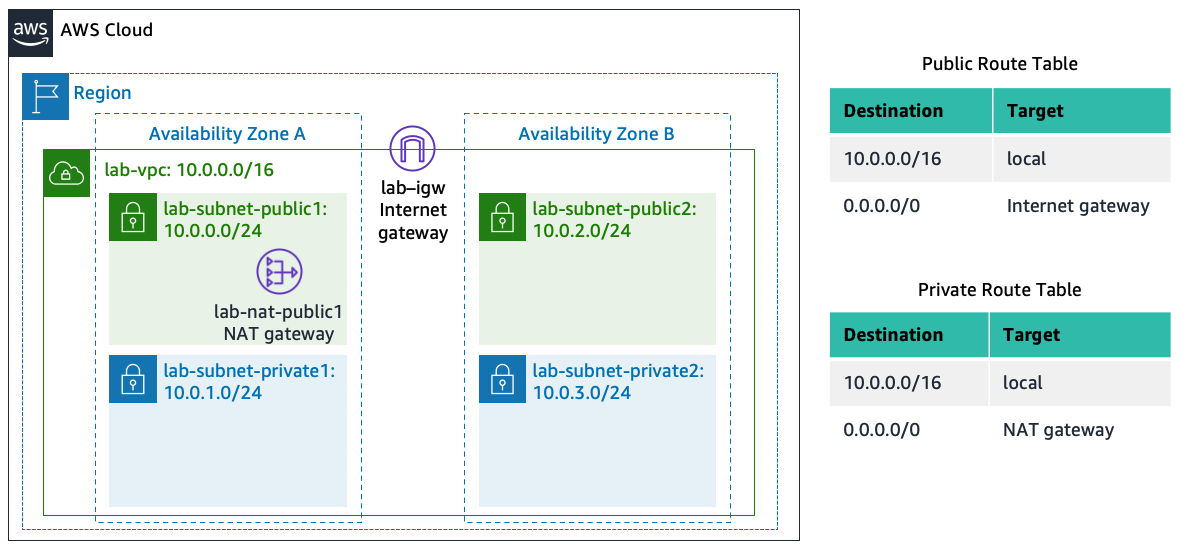 aws
AWS Cloud
Region
Availability Zone A
Availability Zone B
lab-vpc: 10.0.0.0/16
lab–igw
Internet
gateway
lab-subnet-public1:
10.0.0.0/24
lab-nat-public1
NAT gateway
lab-subnet-public2:
10.0.2.0/24
lab-subnet-private1:
10.0.1.0/24
lab-subnet-private2:
10.0.3.0/24
Public Route Table
Destination Target
10.0.0.0/16 local
0.0.0.0/0 Internet gateway
Private Route Table
Destination Target
10.0.0.0/16 local
0.0.0.0/0 NAT gateway